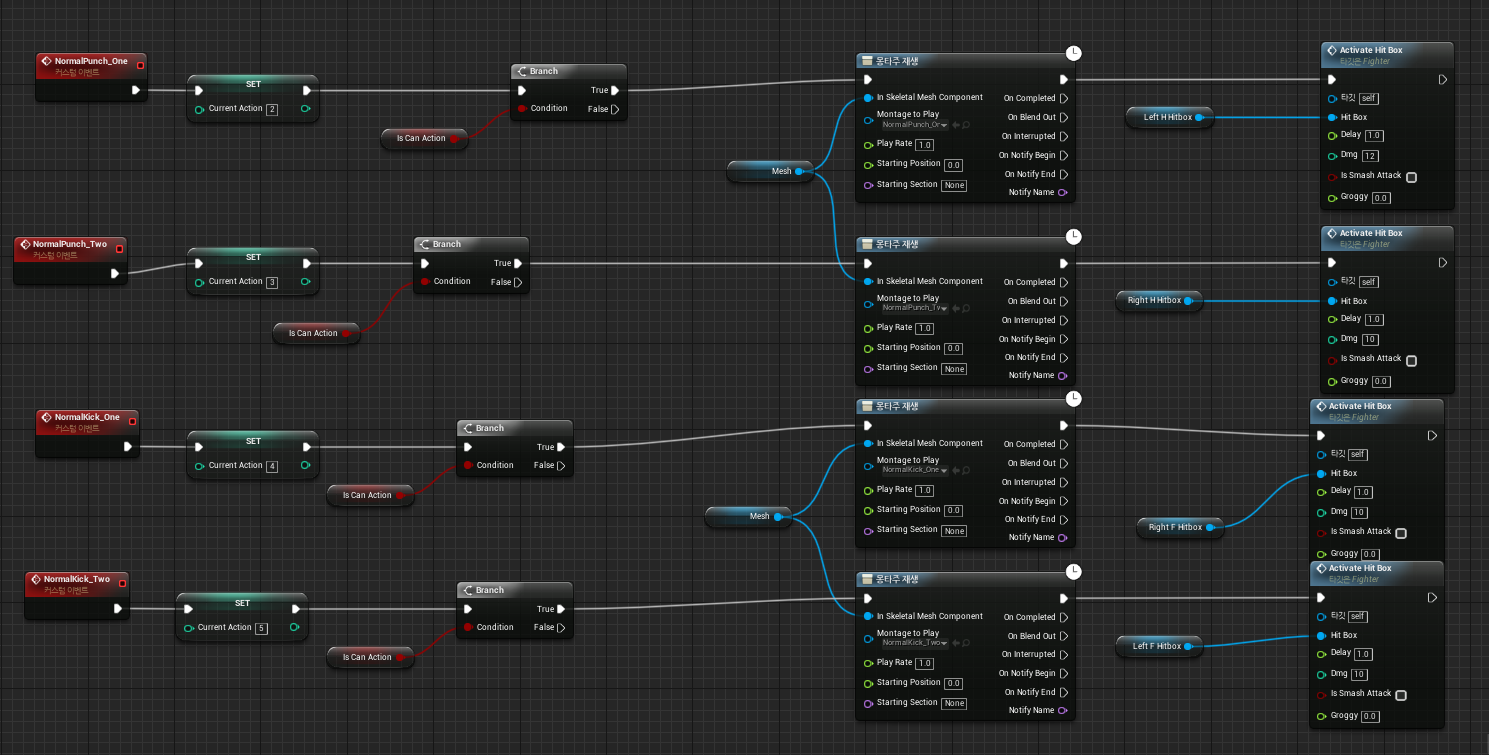 NormalPunch_One
커스텀 이벤트
SET
Current Action 2
Branch
True
Condition
False
Is Can Action
몽타주 재생
In Skeletal Mesh Component
On Completed
Montage to Play
On Blend Out
On Interrupted
Play Rate 1.0
On Notify Begin
Starting Position 0.0
On Notify End
Starting Section None
Notify Name
Mesh
Left H Hitbox
Activate Hit Box
타깃은 Fighter
타깃 self
Hit Box
Delay 1.0
Dmg 12
Is Smash Attack
Groggy 0.0
NormalPunch_Two
커스텀 이벤트
SET
Current Action 3
Branch
True
Condition
False
Is Can Action
몽타주 재생
In Skeletal Mesh Component
On Completed
Montage to Play
On Blend Out
On Interrupted
Play Rate 1.0
On Notify Begin
Starting Position 0.0
On Notify End
Starting Section None
Notify Name
Right H Hitbox
Activate Hit Box
타깃은 Fighter
타깃 self
Hit Box
Delay 1.0
Dmg 10
Is Smash Attack
Groggy 0.0
NormalKick_One
커스텀 이벤트
SET
Current Action 4
Branch
True
Condition
False
Is Can Action
몽타주 재생
In Skeletal Mesh Component
On Completed
Montage to Play
NormalKick_One
On Blend Out
On Interrupted
Play Rate 1.0
On Notify Begin
Starting Position 0.0
On Notify End
Starting Section None
Notify Name
Mesh
Right F Hitbox
Activate Hit Box
타깃은 Fighter
타깃 self
Hit Box
Delay 1.0
Dmg 10
Is Smash Attack
Groggy 0.0
NormalKick_Two
커스텀 이벤트
SET
Current Action 5
Branch
True
Condition
False
Is Can Action
몽타주 재생
In Skeletal Mesh Component
On Completed
Montage to Play
NormalKick_Two
On Blend Out
On Interrupted
Play Rate 1.0
On Notify Begin
Starting Position 0.0
On Notify End
Starting Section None
Notify Name
Left F Hitbox
Activate Hit Box
타깃은 Fighter
타깃 self
Hit Box
Delay 1.0
Dmg 10
Is Smash Attack
Groggy 0.0